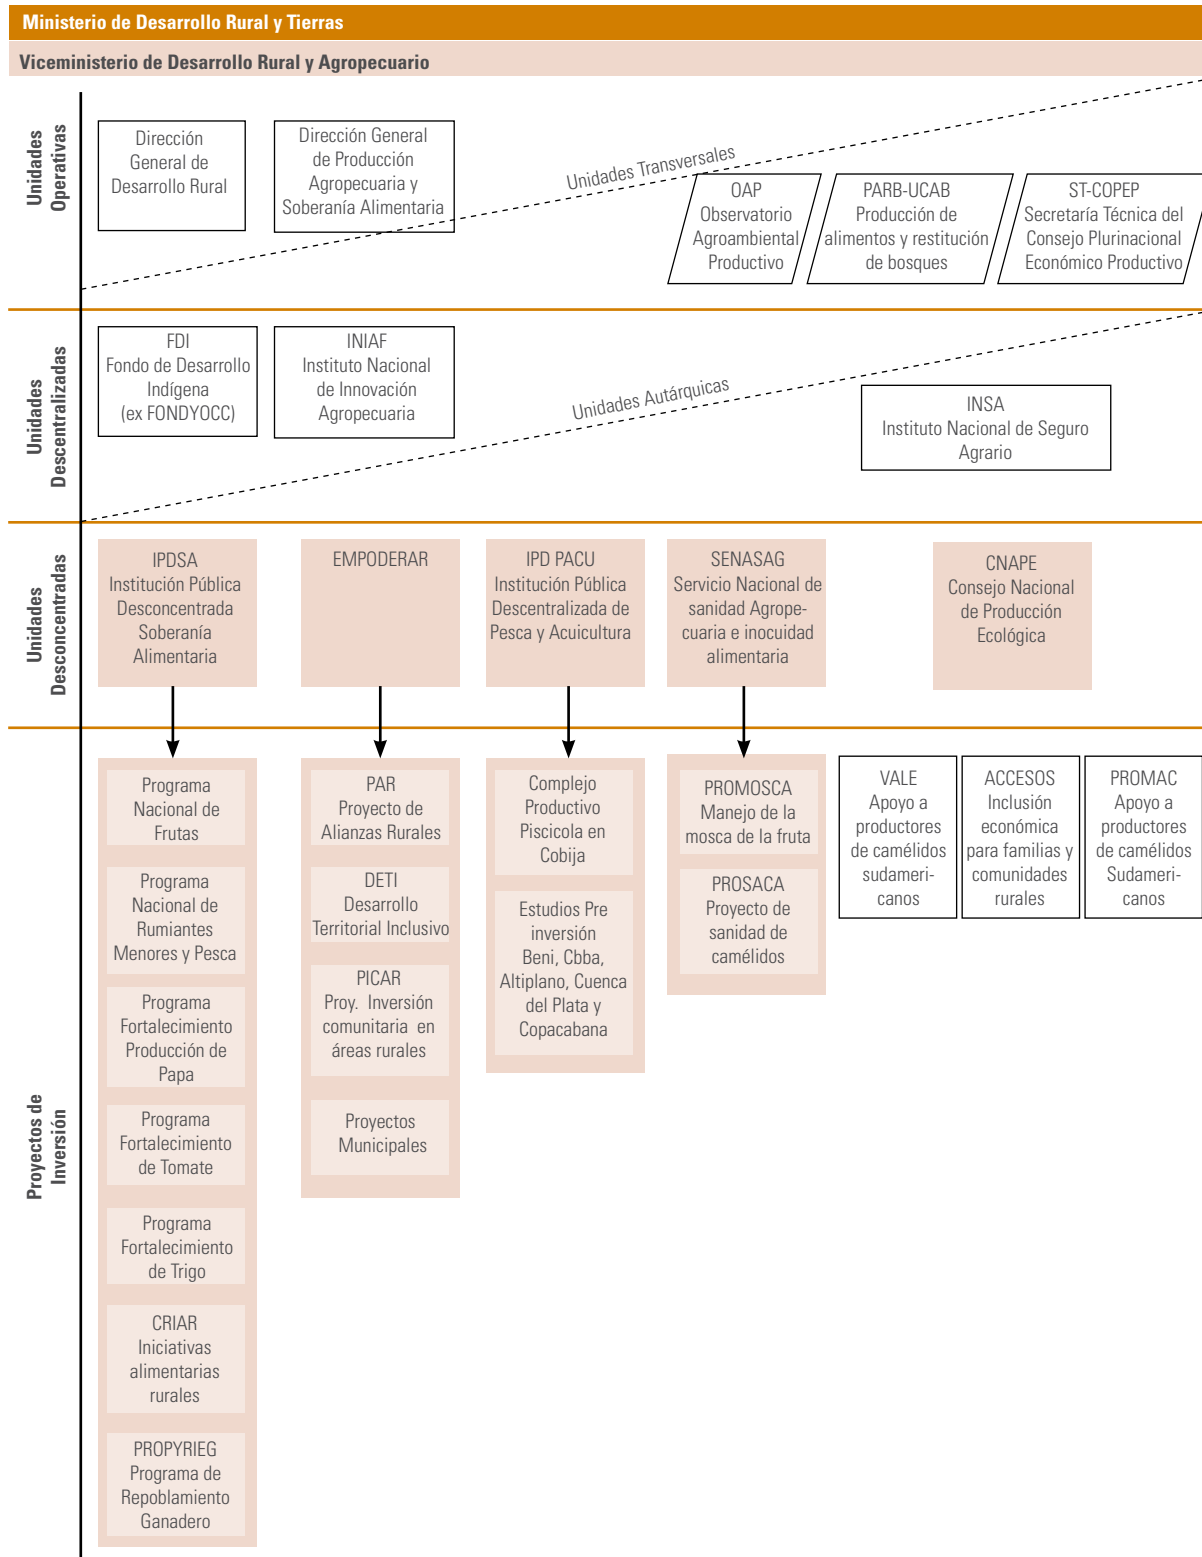 Ministerio de Desarrollo Rural y Tierras
Viceministerio de Desarrollo Rural y Agropecuario
Unidades
Operativas
Dirección
General de
Desarrollo Rural
Dirección General
de Producción
Agropecuaria y
Soberanía Alimentaria
Unidades Transversales
OAP
Observatorio
Agroambiental
Productivo
PARB-UCAB
Producción de
alimentos y restitución
de bosques
ST-COPEP
Secretaría Técnica del
Consejo Plurinacional
Económico Productivo
Unidades
Descentralizadas
FDI
Fondo de Desarrollo
Indígena
(ex FONDYOCC)
INIAF
Instituto Nacional
de Innovación
Agropecuaria
Unidades Autárquicas
INSA
Instituto Nacional de Seguro
Agrario
Unidades
Desconcentradas
IPDSA
Institución Pública
Desconcentrada
Soberanía
Alimentaria
EMPODERAR
IPD PACU
Institución Pública
Descentralizada de
Pesca y Acuicultura
SENASAG
Servicio Nacional de
sanidad Agrope-
cuaria e inocuidad
alimentaria
CNAPE
Consejo Nacional
de Producción
Ecológica
Proyectos de
Inversión
Programa
Nacional de
Frutas
Programa
Nacional de
Rumiantes
Menores y Pesca
Programa
Fortalecimiento
Producción de
Papa
Programa
Fortalecimiento
de Tomate
Programa
Fortalecimiento
de Trigo
CRIAR
Iniciativas
alimentarias
rurales
PROPYRIEG
Programa de
Repoblamiento
Ganadero
PAR
Proyecto de
Alianzas Rurales
DETI
Desarrollo
Territorial Inclusivo
PICAR
Proy. Inversión
comunitaria en
áreas rurales
Proyectos
Municipales
Complejo
Productivo
Piscicola en
Cobija
Estudios Pre
inversión
Beni, Cbba,
Altiplano, Cuenca
del Plata y
Copacabana
PROMOSCA
Manejo de la
mosca de la fruta
PROSACA
Proyecto de
sanidad de
camélidos
VALE
Apoyo a
productores
de camélidos
sudameri-
canos
ACCESOS
Inclusión
económica
para familias y
comunidades
rurales
PROMAC
Apoyo a
productores
de camélidos
Sudameri-
canos